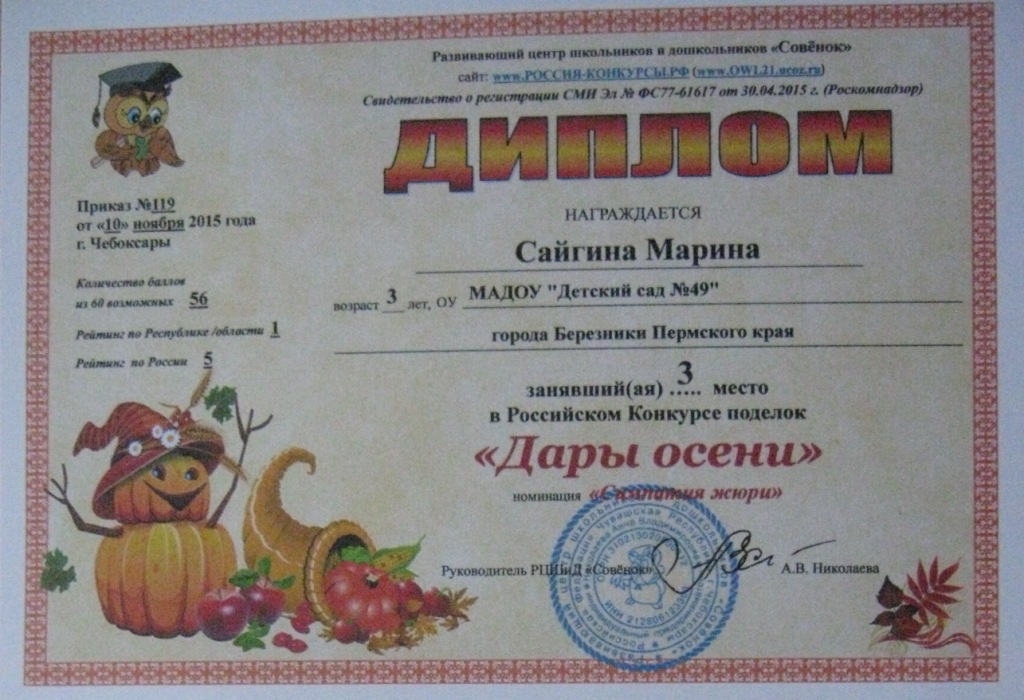 Развивающий центр школьников и дошкольников «Совёнок»
сайт: www.РОССИЯ-КОНКУРСЫ.РФ (www.OWL21.ucoz.ru)
Свидетельство о регистрации СМИ Эл № ФС77-61617 от 30.04.2015 г. (Роскомнадзор)
ДИПЛОМ
Приказ №119
от «10» ноября 2015 года
г. Чебоксары
Количество баллов
из 60 возможных 56
Рейтинг по Республике /области 1
Рейтинг по России 5
НАГРАЖДАЕТСЯ
Сайгина Марина
возраст 3 лет, ОУ МАДОУ "Детский сад №49"
города Березники Пермского края
занявший(ая) 3 ..... место
в Российском Конкурсе поделок
«Дары осени»
номинация «Симпатия жюри»
Руководитель РЦШиД «Совёнок» А.В. Николаева